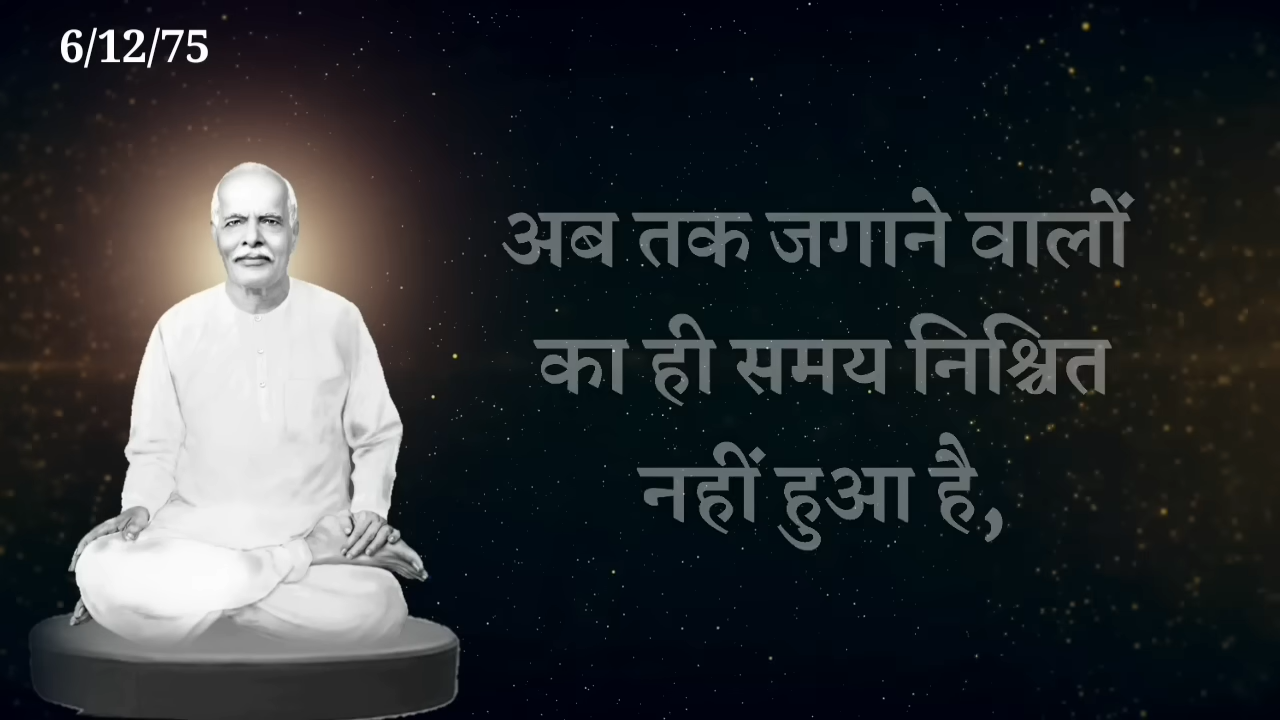 6/12/75
अब तक जगाने वालों
का ही समय निश्चित
नहीं हुआ है,